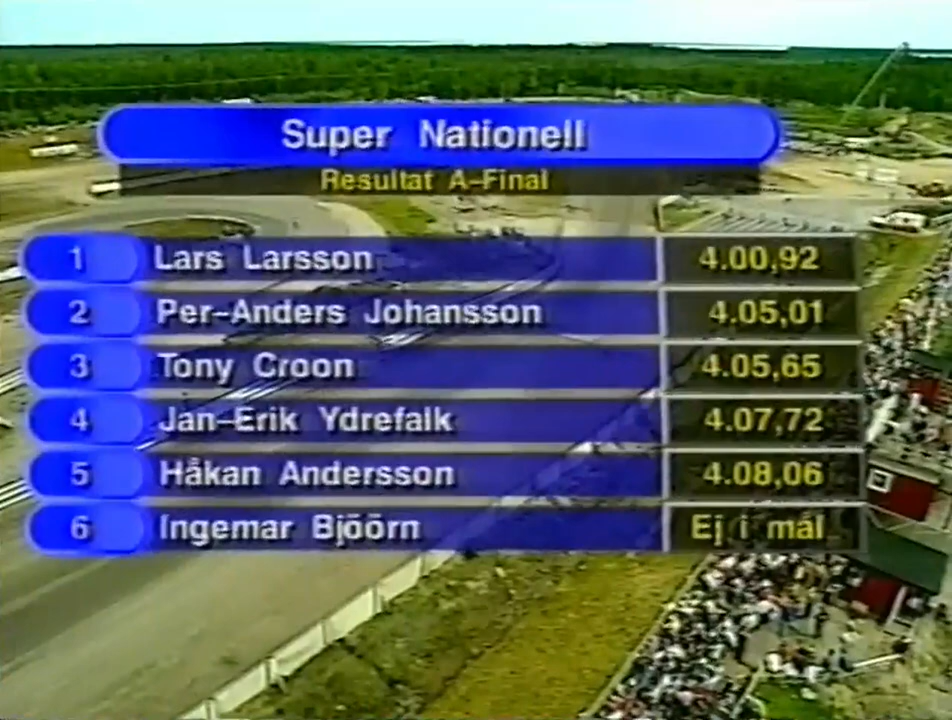 Super Nationell
Resultat A-Final
1 Lars Larsson 4.00,92
2 Per-Anders Johansson 4.05,01
3 Tony Croon 4.05,65
4 Jan-Erik Ydrefalk 4.07,72
5 Håkan Andersson 4.08,06
6 Ingemar Bjöörn Ej i mål